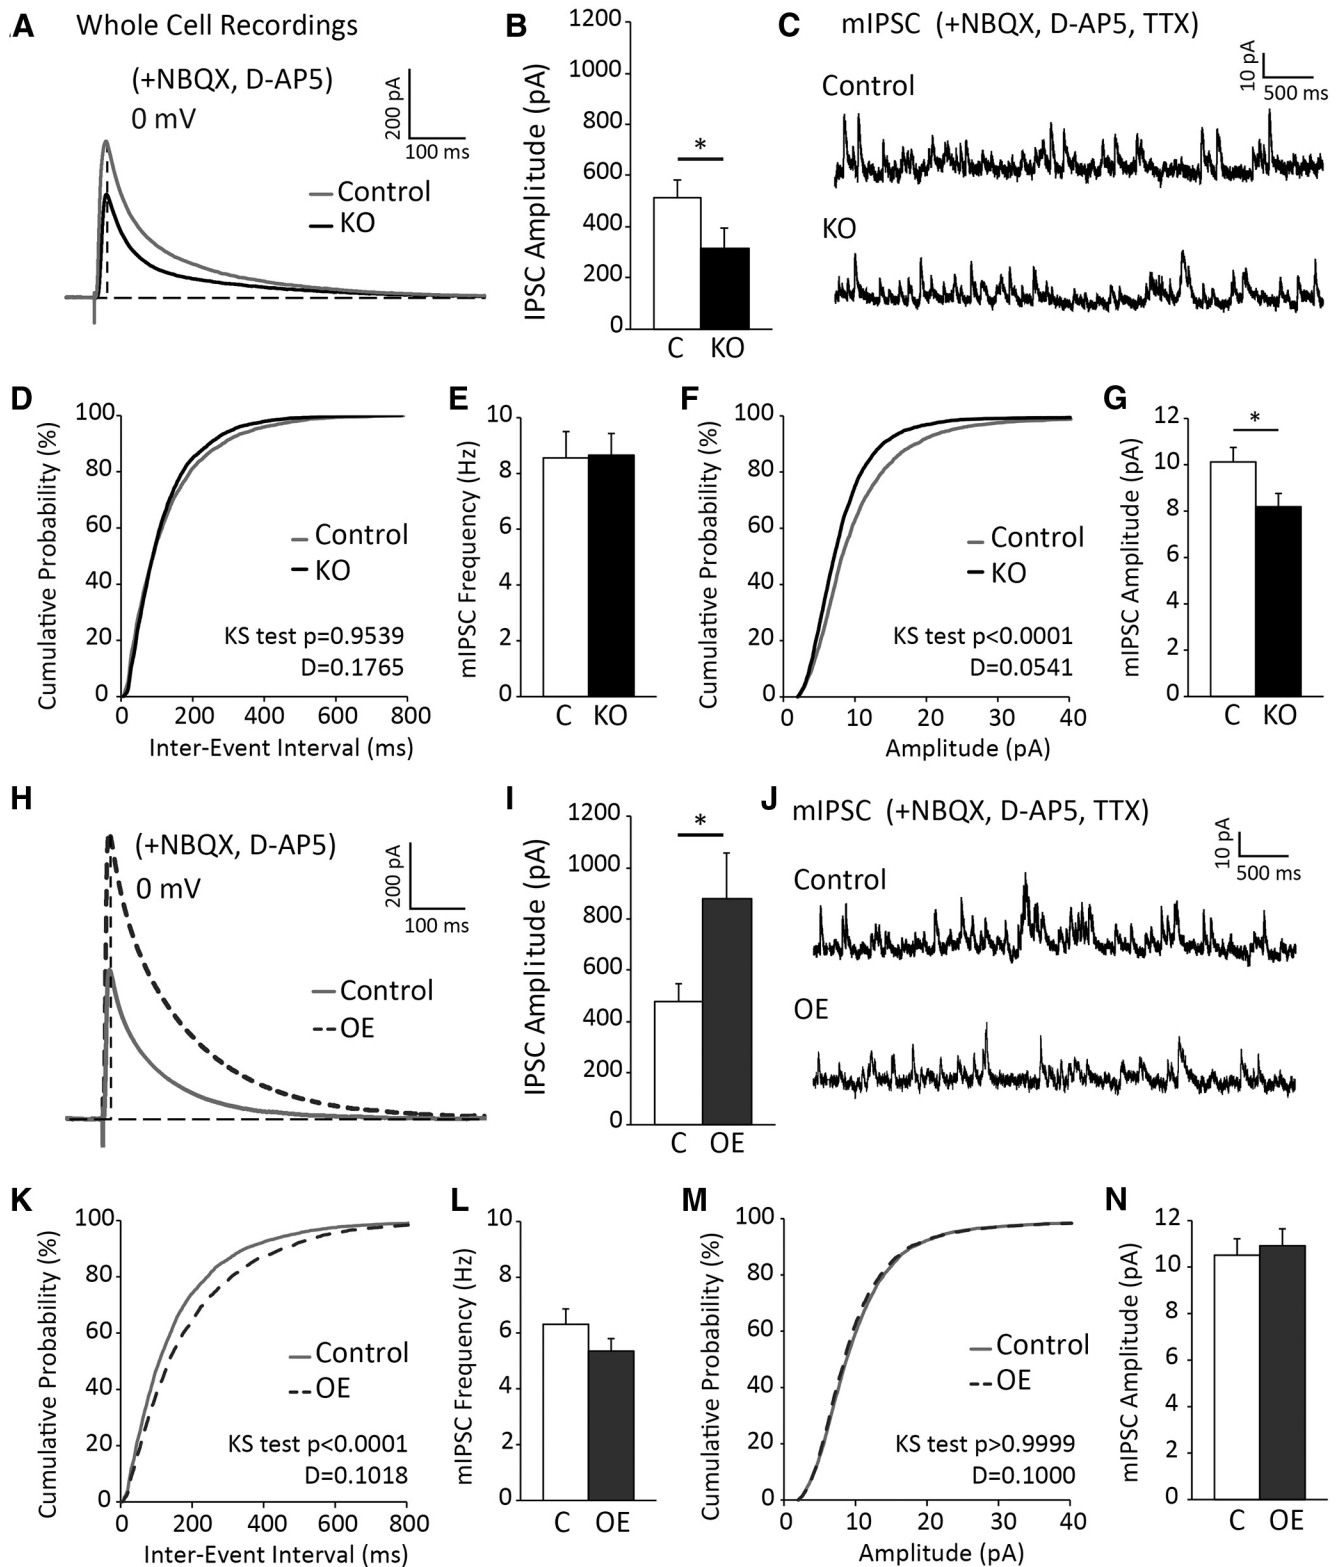 A Whole Cell Recordings
(+NBQX, D-AP5)
0 mV
200 pA
100 ms
Control
KO
B
IPSC Amplitude (pA)
1200
1000
800
600
400
200
0
*
C KO
C mIPSC (+NBQX, D-AP5, TTX)
10 pA
500 ms
Control
KO
D
Cumulative Probability (%)
100
80
60
40
20
0
Control
KO
KS test p=0.9539
D=0.1765
0 200 400 600 800
Inter-Event Interval (ms)
E
mIPSC Frequency (Hz)
10
8
6
4
2
0
C KO
F
Cumulative Probability (%)
100
80
60
40
20
0
Control
KO
KS test p<0.0001
D=0.0541
0 10 20 30 40
Amplitude (pA)
G
mIPSC Amplitude (pA)
12
10
8
6
4
2
0
*
C KO
H
(+NBQX, D-AP5)
0 mV
200 pA
100 ms
Control
OE
I
IPSC Amplitude (pA)
1200
1000
800
600
400
200
0
*
C OE
J mIPSC (+NBQX, D-AP5, TTX)
10 pA
500 ms
Control
OE
K
Cumulative Probability (%)
100
80
60
40
20
0
Control
OE
KS test p<0.0001
D=0.1018
0 200 400 600 800
Inter-Event Interval (ms)
L
mIPSC Frequency (Hz)
10
8
6
4
2
0
C OE
M
Cumulative Probability (%)
100
80
60
40
20
0
Control
OE
KS test p>0.9999
D=0.1000
0 10 20 30 40
Amplitude (pA)
N
mIPSC Amplitude (pA)
12
10
8
6
4
2
0
C OE